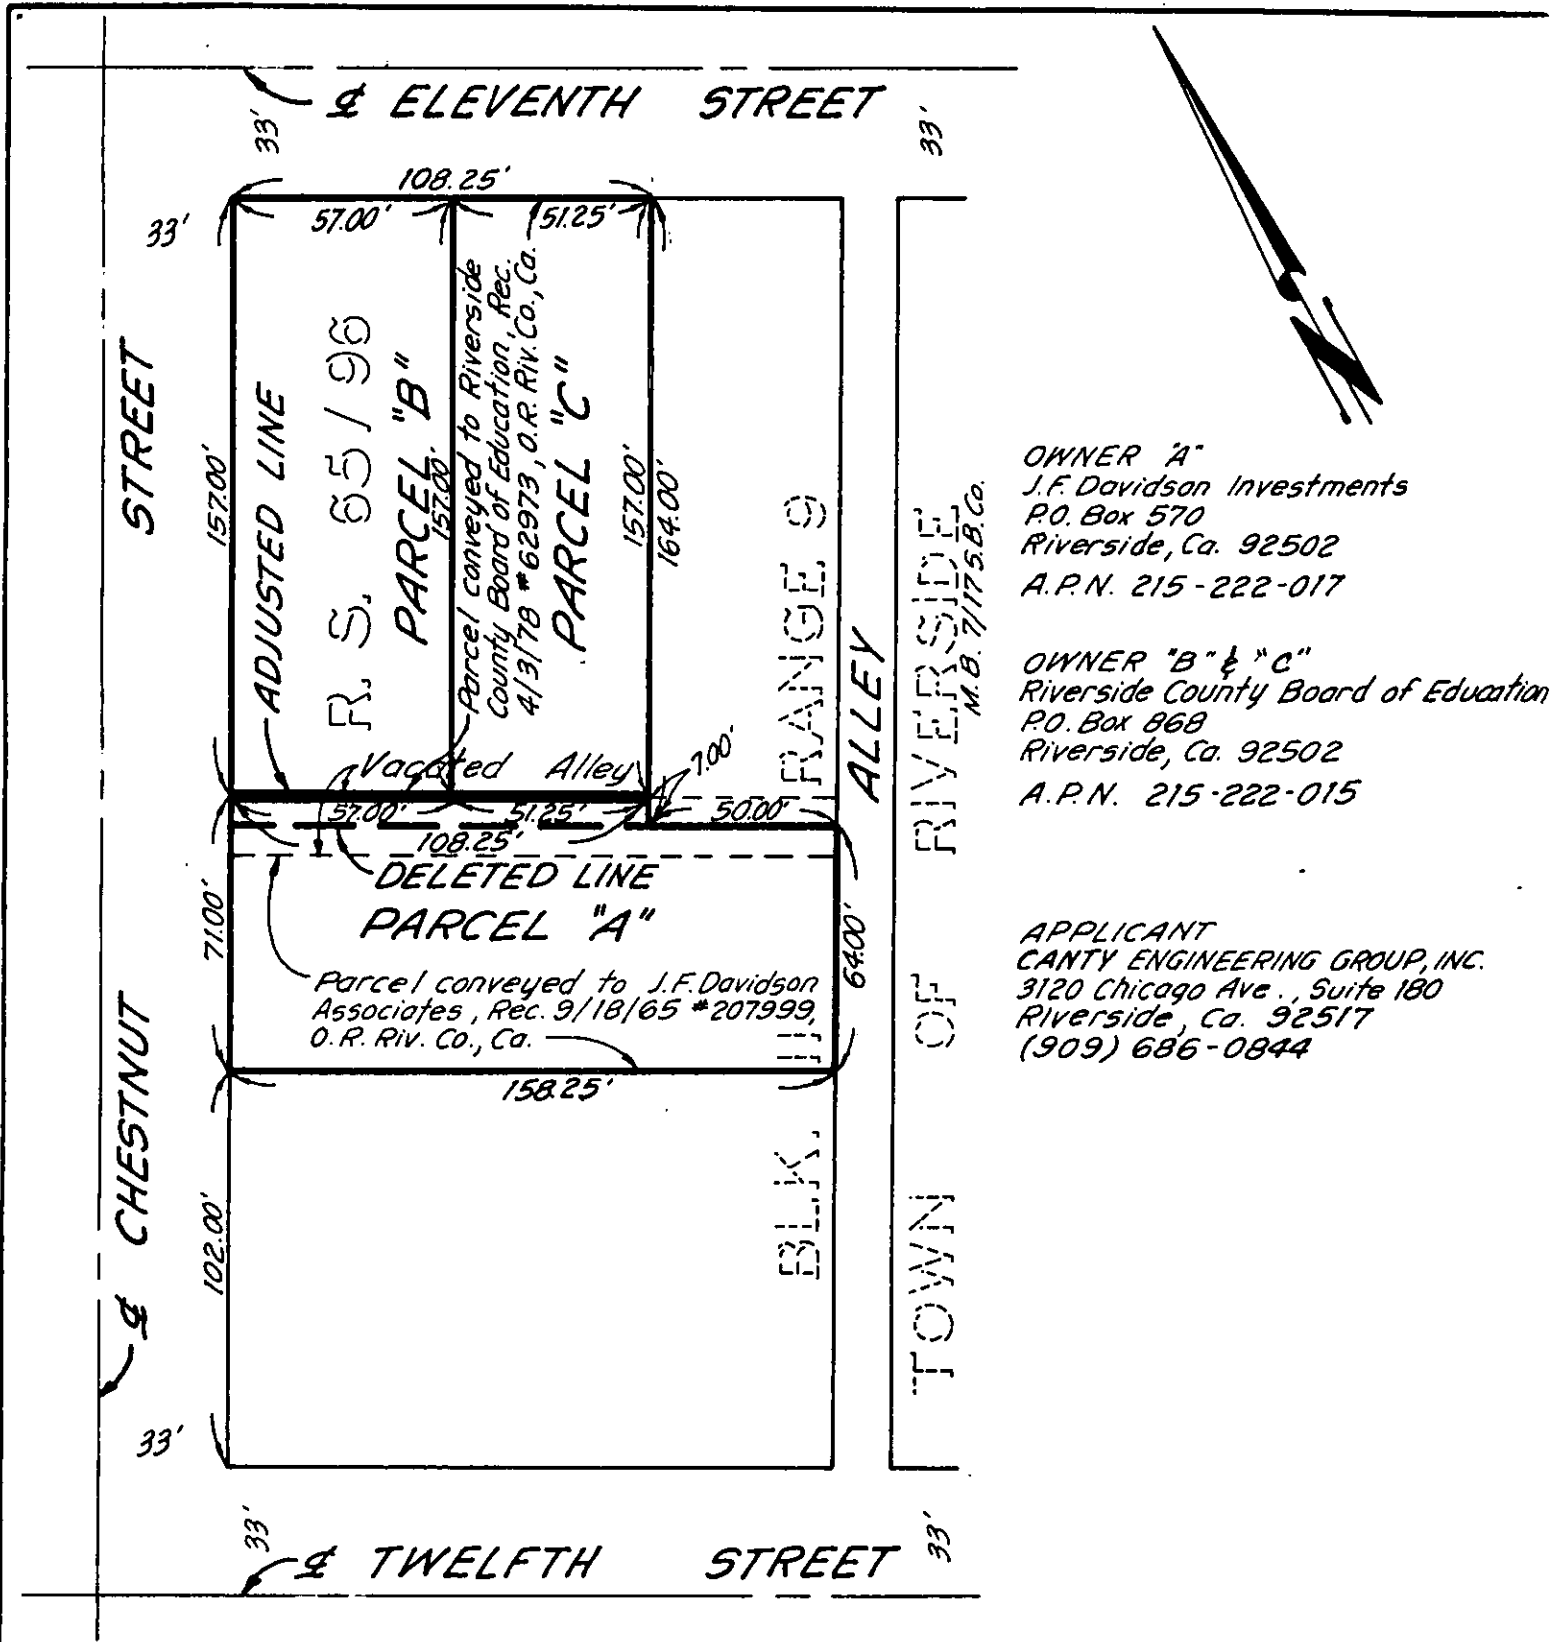 ℄ ELEVENTH STREET
33'
33'
108.25'
57.00'
51.25'
33'
STREET
157.00'
ADJUSTED LINE
R. S. 65/96
PARCEL "B"
157.00'
Parcel conveyed to Riverside
County Board of Education, Rec.
4/3/78 #62973, O.R. Riv. Co., Ca.
PARCEL "C"
157.00'
164.00'
RANGE 9
ALLEY
RIVERSIDE
M.B. 7/17 S.B. Co.
OWNER "A"
J.F. Davidson Investments
P.O. Box 570
Riverside, Ca. 92502
A.P.N. 215-222-017
OWNER "B" & "C"
Riverside County Board of Education
P.O. Box 868
Riverside, Ca. 92502
A.P.N. 215-222-015
Vacated Alley
7.00'
57.00'
51.25'
50.00'
108.25'
DELETED LINE
PARCEL "A"
71.00'
64.00'
Parcel conveyed to J.F. Davidson
Associates, Rec. 9/18/65 #207999,
O.R. Riv. Co., Ca.
158.25'
OF
APPLICANT
CANTY ENGINEERING GROUP, INC.
3120 Chicago Ave., Suite 180
Riverside, Ca. 92517
(909) 686-0844
℄ CHESTNUT
102.00'
BLK.
TOWN
33'
33'
33'
℄ TWELFTH STREET
N